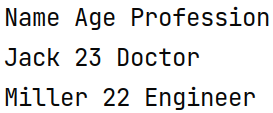 Name Age Profession
Jack 23 Doctor
Miller 22 Engineer